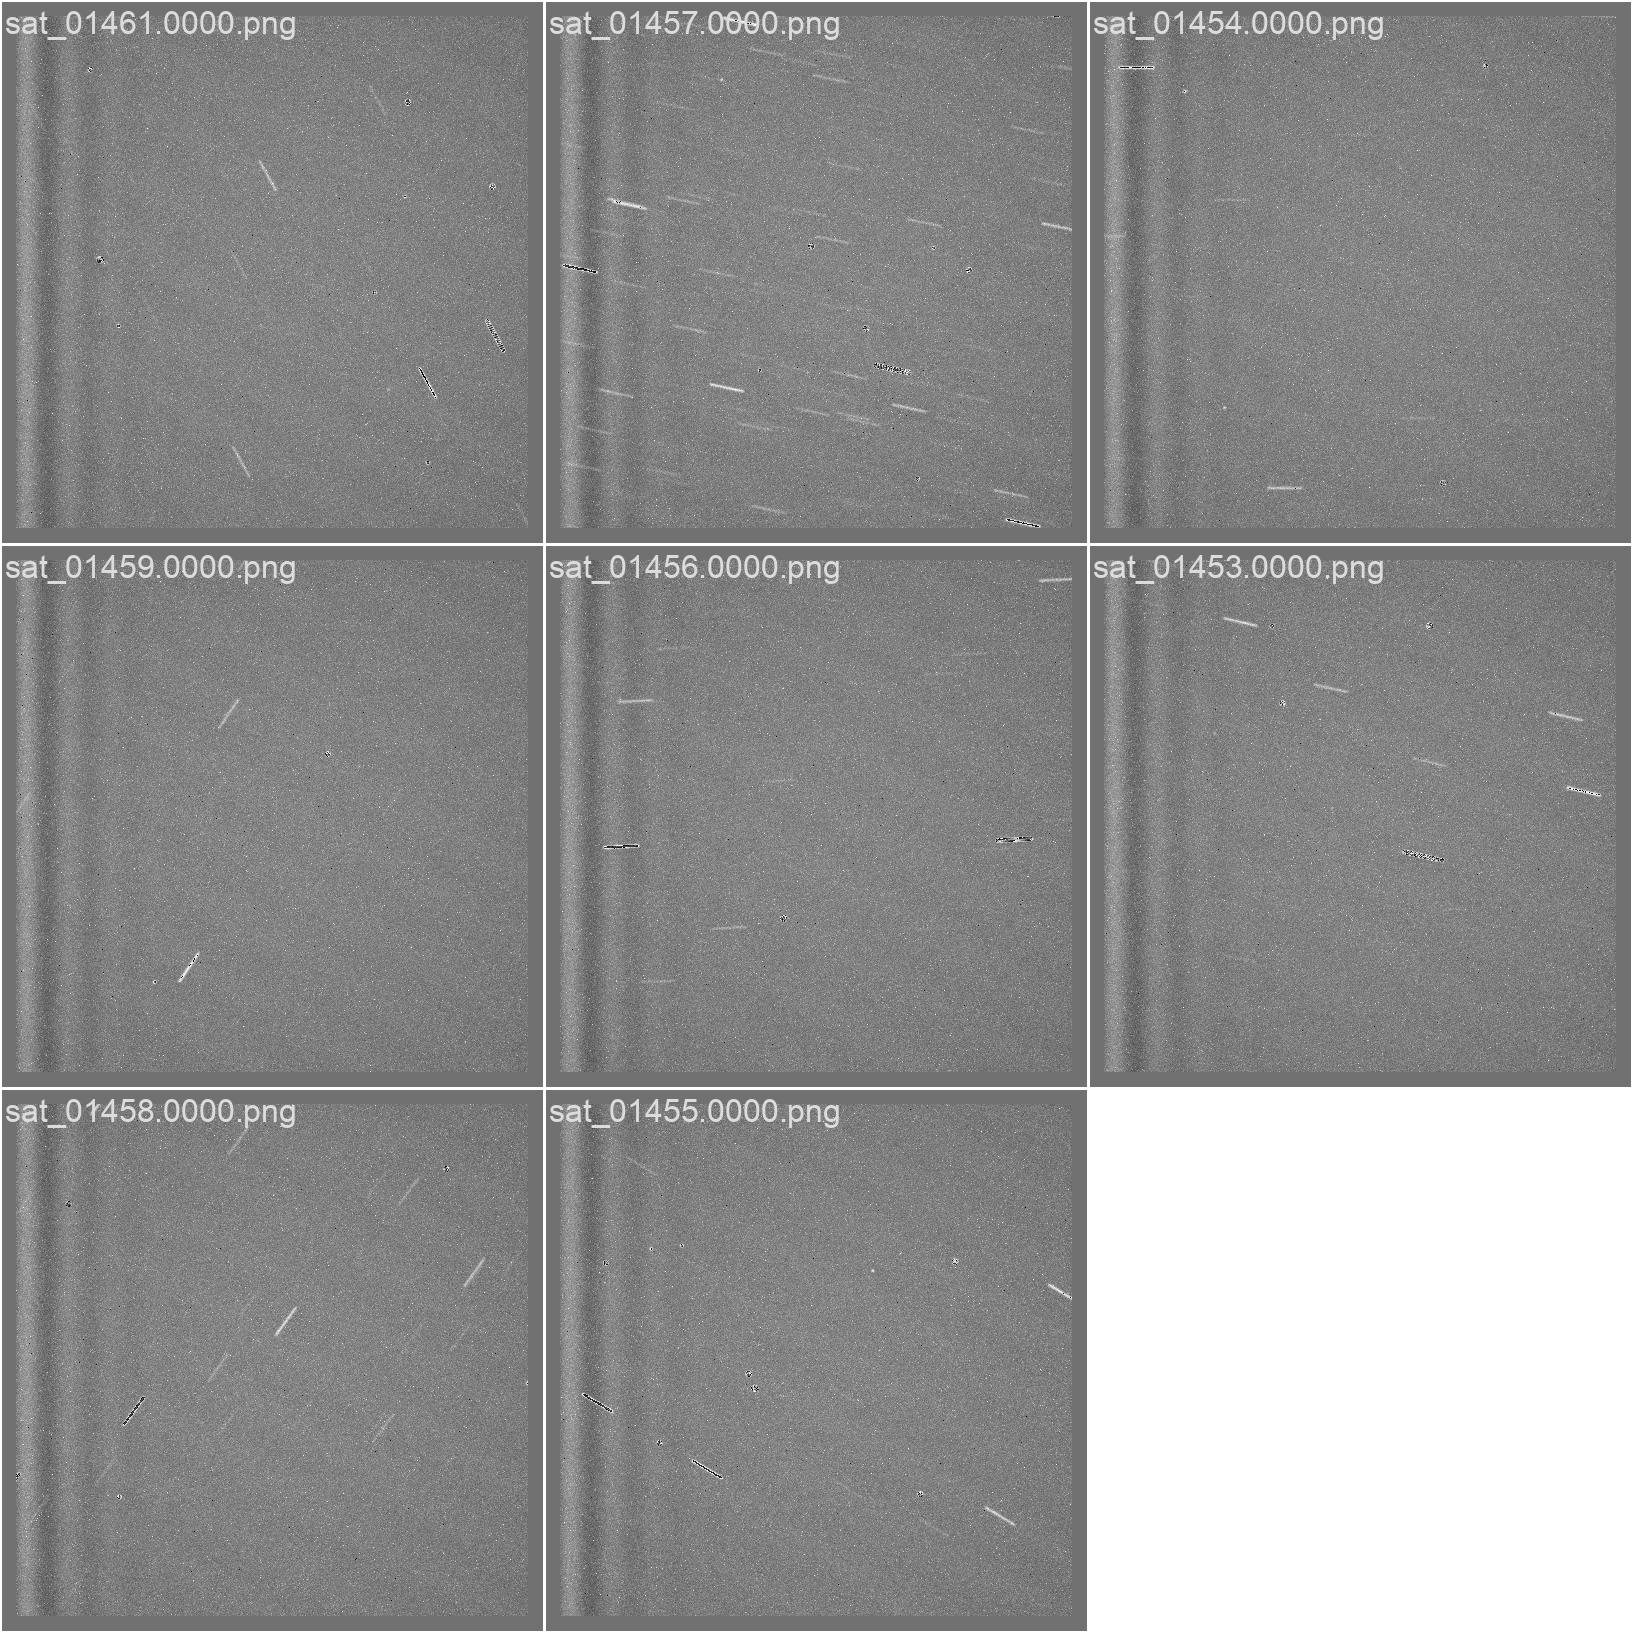 sat_01461.0000.png
sat_01457.0000.png
sat_01454.0000.png
sat_01459.0000.png
sat_01456.0000.png
sat_01453.0000.png
sat_01458.0000.png
sat_01455.0000.png